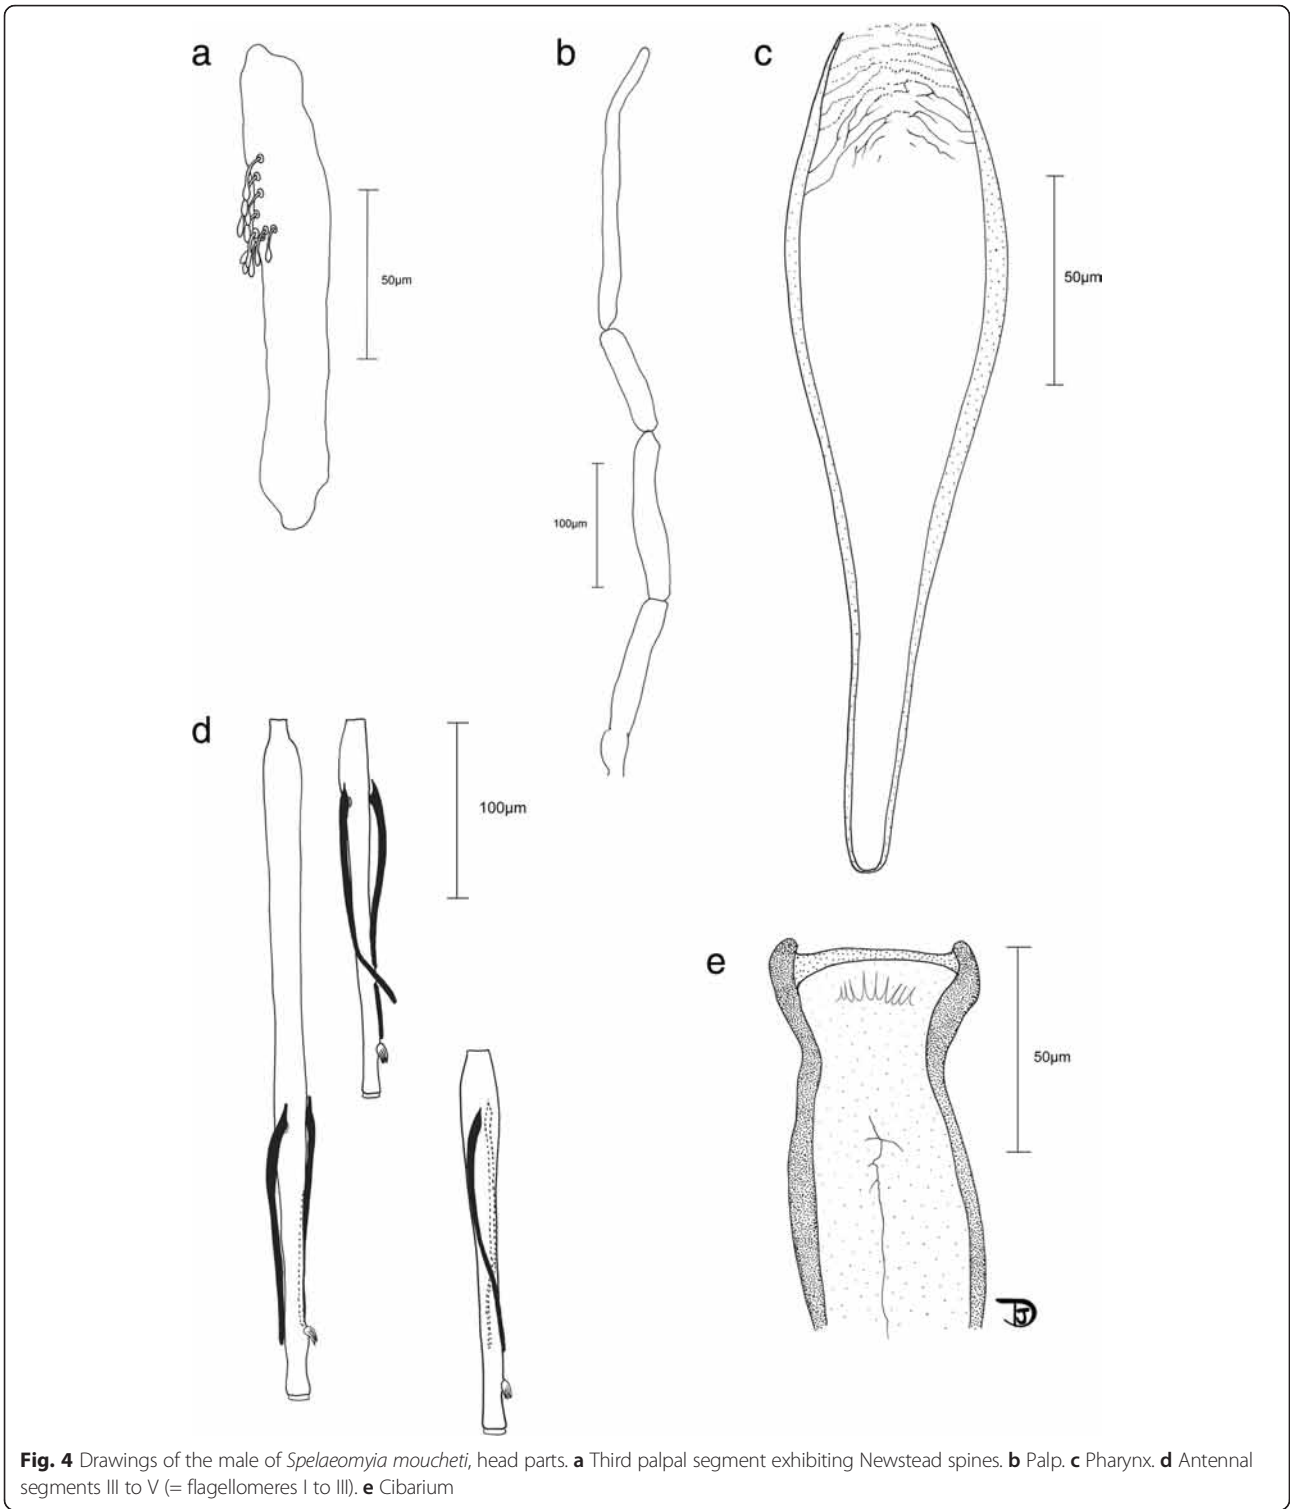 a
b
c
50µm
50µm
100µm
d
100µm
e
50µm
Fig. 4 Drawings of the male of Spelaeomyia moucheti, head parts. a Third palpal segment exhibiting Newstead spines. b Palp. c Pharynx. d Antennal
segments III to V (= flagellomeres I to III). e Cibarium